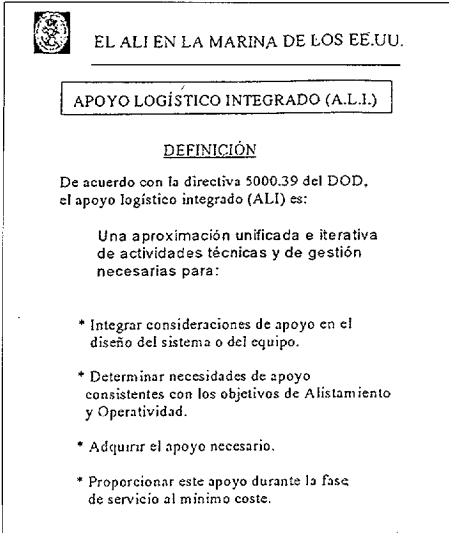 EL ALI EN LA MARINA DE LOS EE.UU.
APOYO LOGÍSTICO INTEGRADO (A.L.I.)
DEFINICIÓN
De acuerdo con la directiva 5000.39 del DOD,
el apoyo logístico integrado (ALI) es:
Una aproximación unificada e iterativa
de actividades técnicas y de gestión
necesarias para:
* Integrar consideraciones de apoyo en el
diseño del sistema o del equipo.
* Determinar necesidades de apoyo
consistentes con los objetivos de Alistamiento
y Operatividad.
* Adquirir el apoyo necesario.
* Proporcionar este apoyo durante la fase
de servicio al mínimo coste.